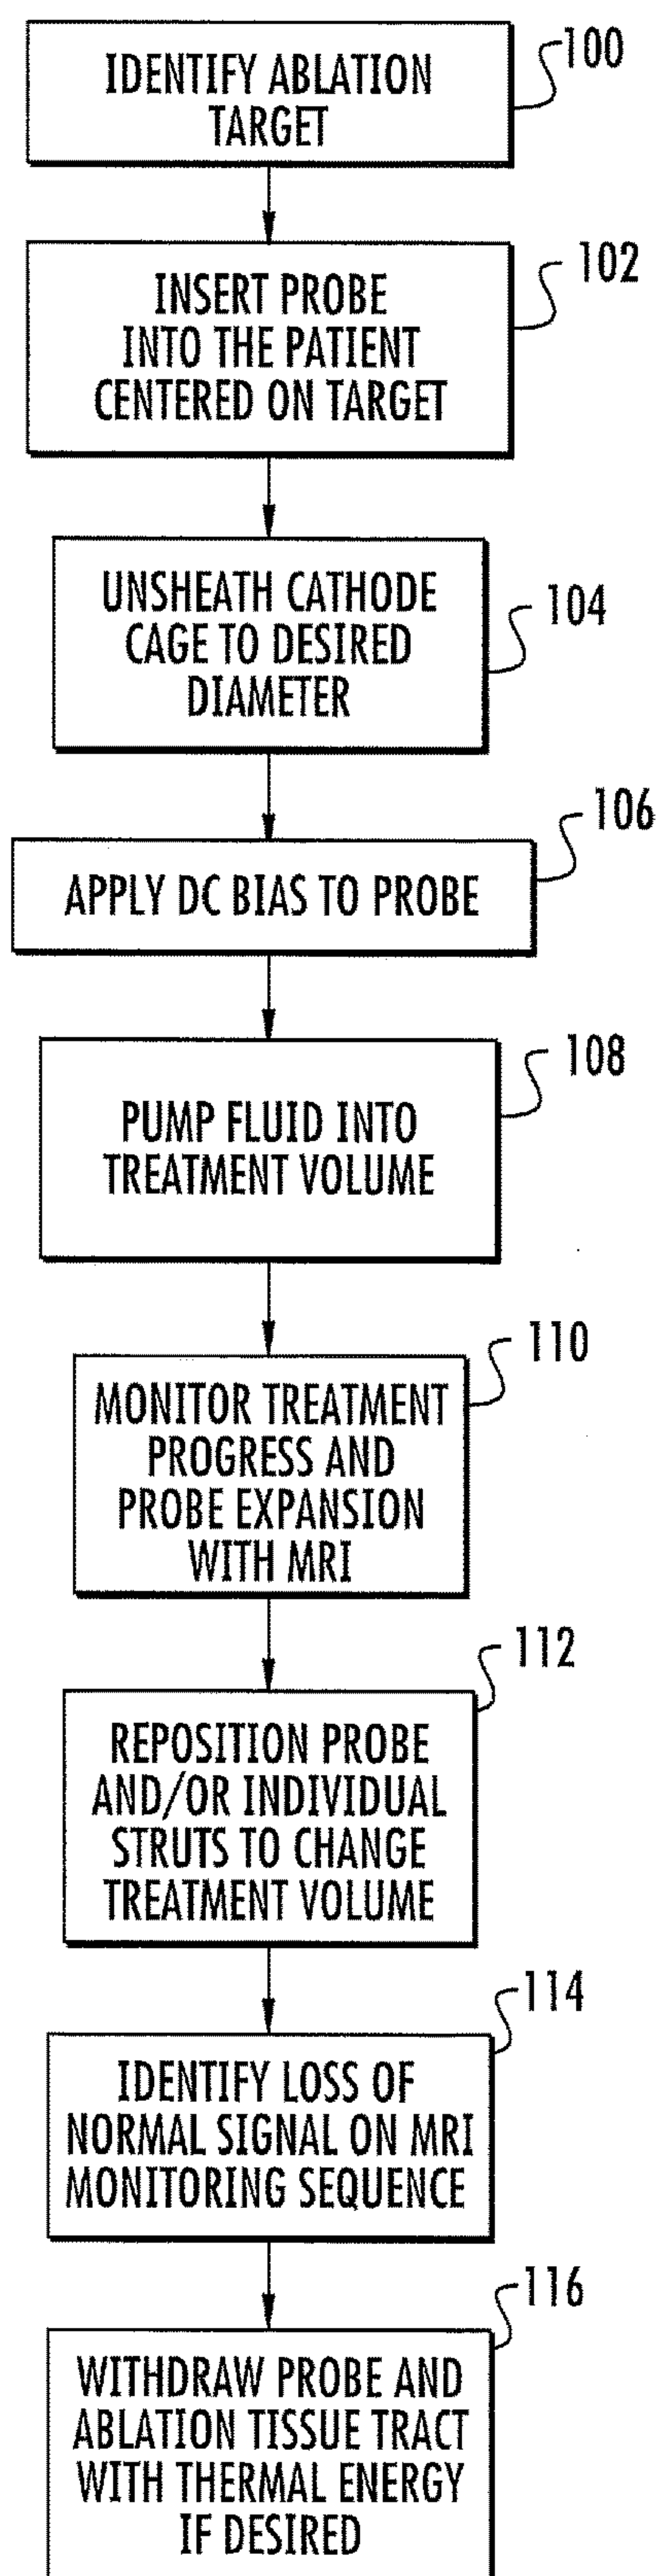 IDENTIFY ABLATION
TARGET
100
INSERT PROBE
INTO THE PATIENT
CENTERED ON TARGET
102
UNSHEATH CATHODE
CAGE TO DESIRED
DIAMETER
104
APPLY DC BIAS TO PROBE
106
PUMP FLUID INTO
TREATMENT VOLUME
108
MONITOR TREATMENT
PROGRESS AND
PROBE EXPANSION
WITH MRI
110
REPOSITION PROBE
AND/OR INDIVIDUAL
STRUTS TO CHANGE
TREATMENT VOLUME
112
IDENTIFY LOSS OF
NORMAL SIGNAL ON MRI
MONITORING SEQUENCE
114
WITHDRAW PROBE AND
ABLATION TISSUE TRACT
WITH THERMAL ENERGY
IF DESIRED
116